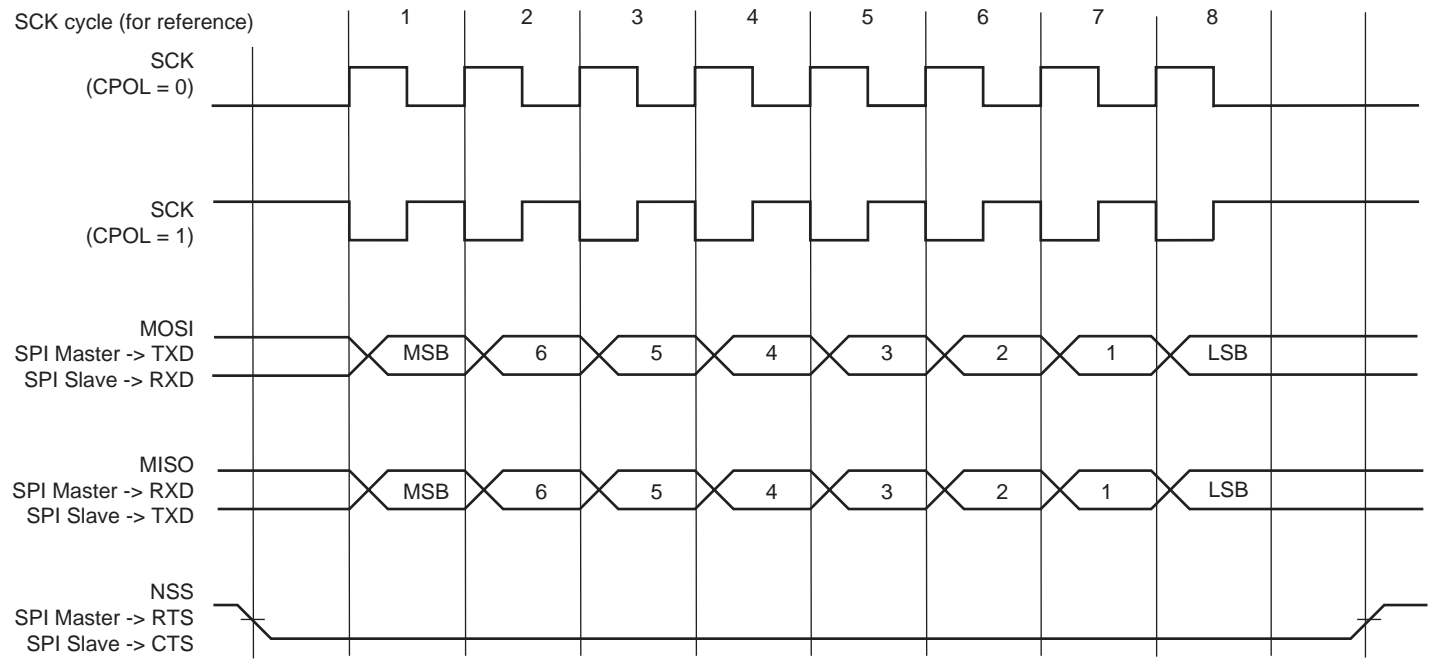 SCK cycle (for reference) 1 2 3 4 5 6 7 8
SCK
(CPOL = 0)
SCK
(CPOL = 1)
MOSI
SPI Master -> TXD
SPI Slave -> RXD
MSB 6 5 4 3 2 1 LSB
MISO
SPI Master -> RXD
SPI Slave -> TXD
MSB 6 5 4 3 2 1 LSB
NSS
SPI Master -> RTS
SPI Slave -> CTS